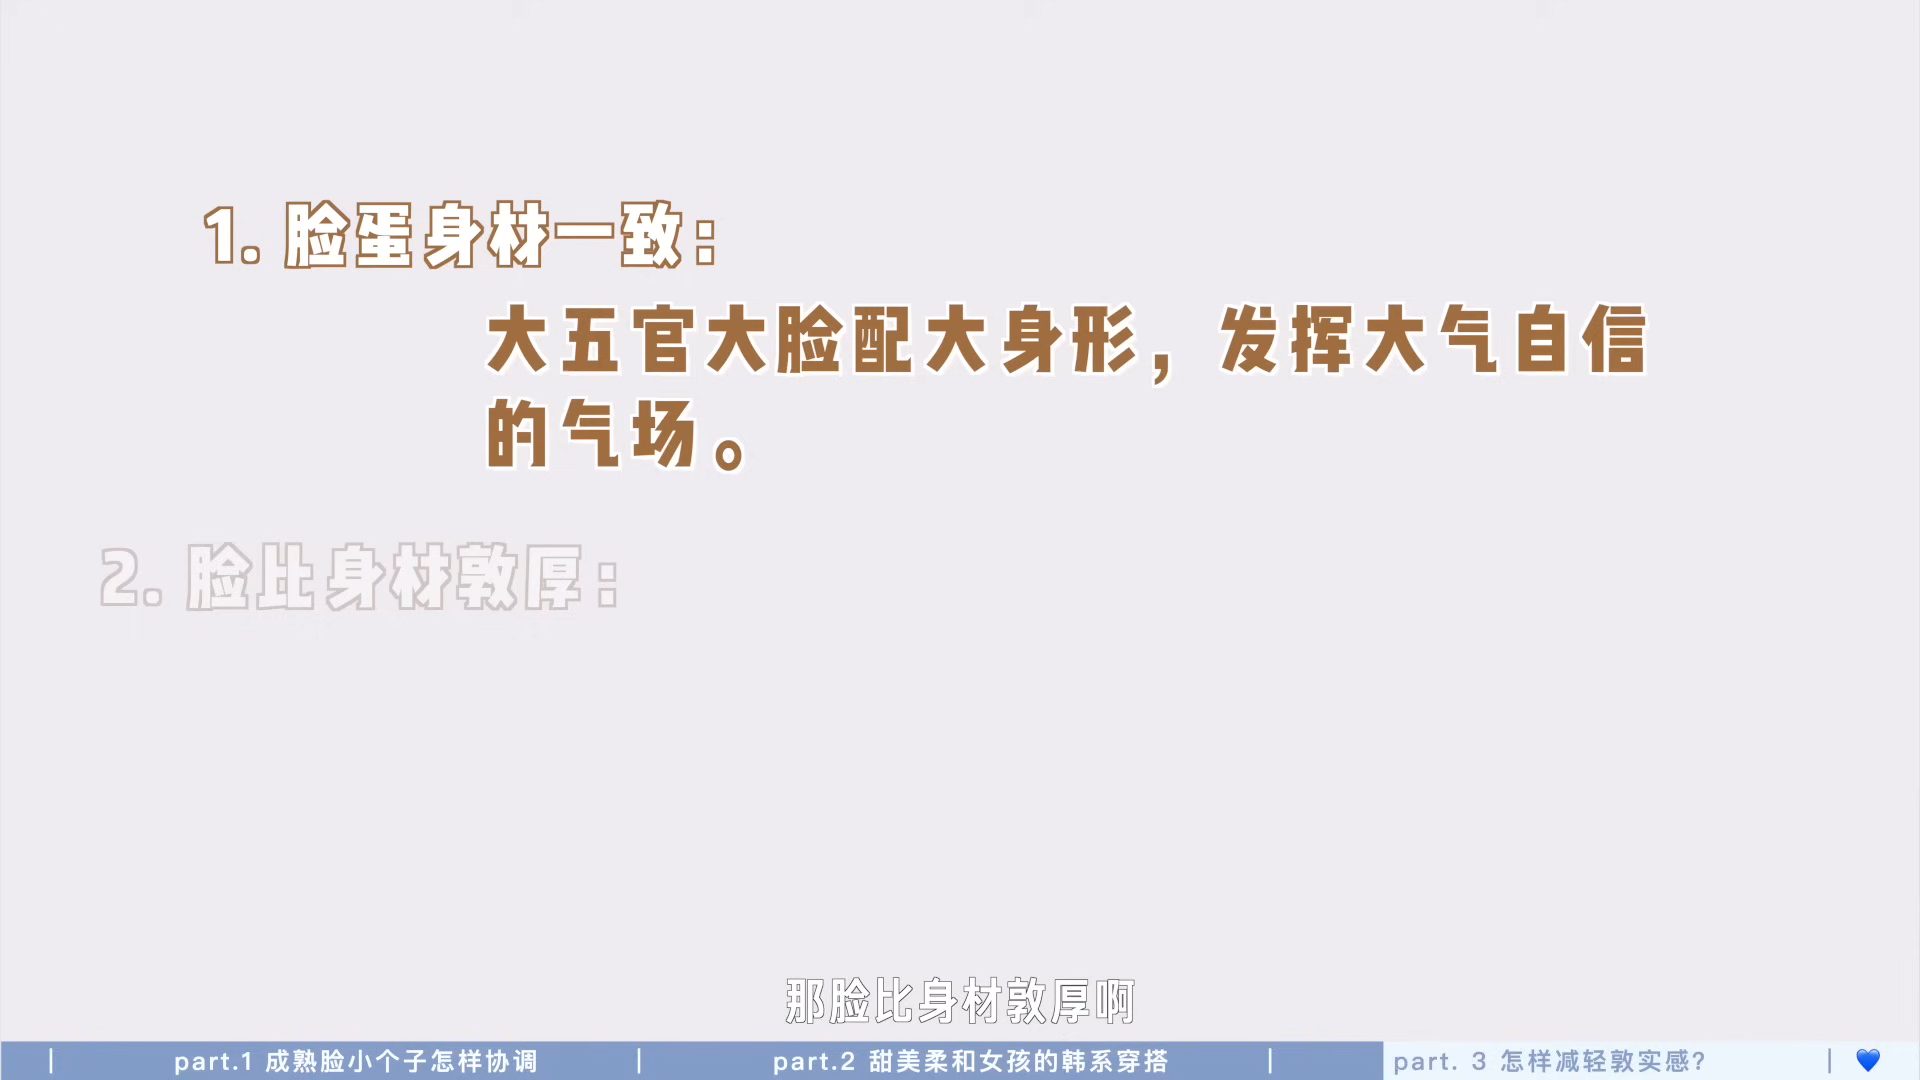 1. 脸蛋身材一致：
大五官大脸配大身形，发挥大气自信
的气场。
2. 脸比身材敦厚：
那脸比身材敦厚啊
part.1 成熟脸小个子怎样协调
part.2 甜美柔和女孩的韩系穿搭
part. 3 怎样减轻敦实感?